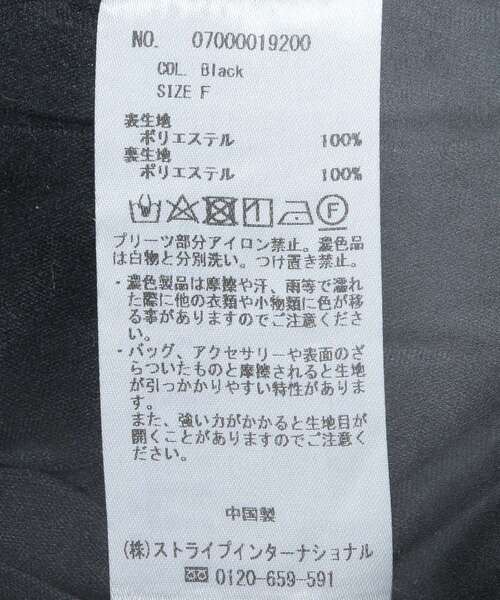 NO. 07000019200
COL. Black
SIZE F
表生地
ポリエステル 100%
裏生地
ポリエステル 100%
F
プリーツ部分アイロン禁止。濃色品
は白物と分別洗い。つけ置き禁止。
・濃色製品は摩擦や汗、雨等で濡れ
た際に他の衣類や小物類に色が移
る事がありますのでご注意くださ
い。
・バッグ、アクセサリーや表面のざ
らついたものと摩擦されると生地
が引っかかりやすい特性がありま
す。
また、強い力がかかると生地目が
開くことがありますのでご注意く
ださい。
中国製
(株)ストライプインターナショナル
0120-659-591